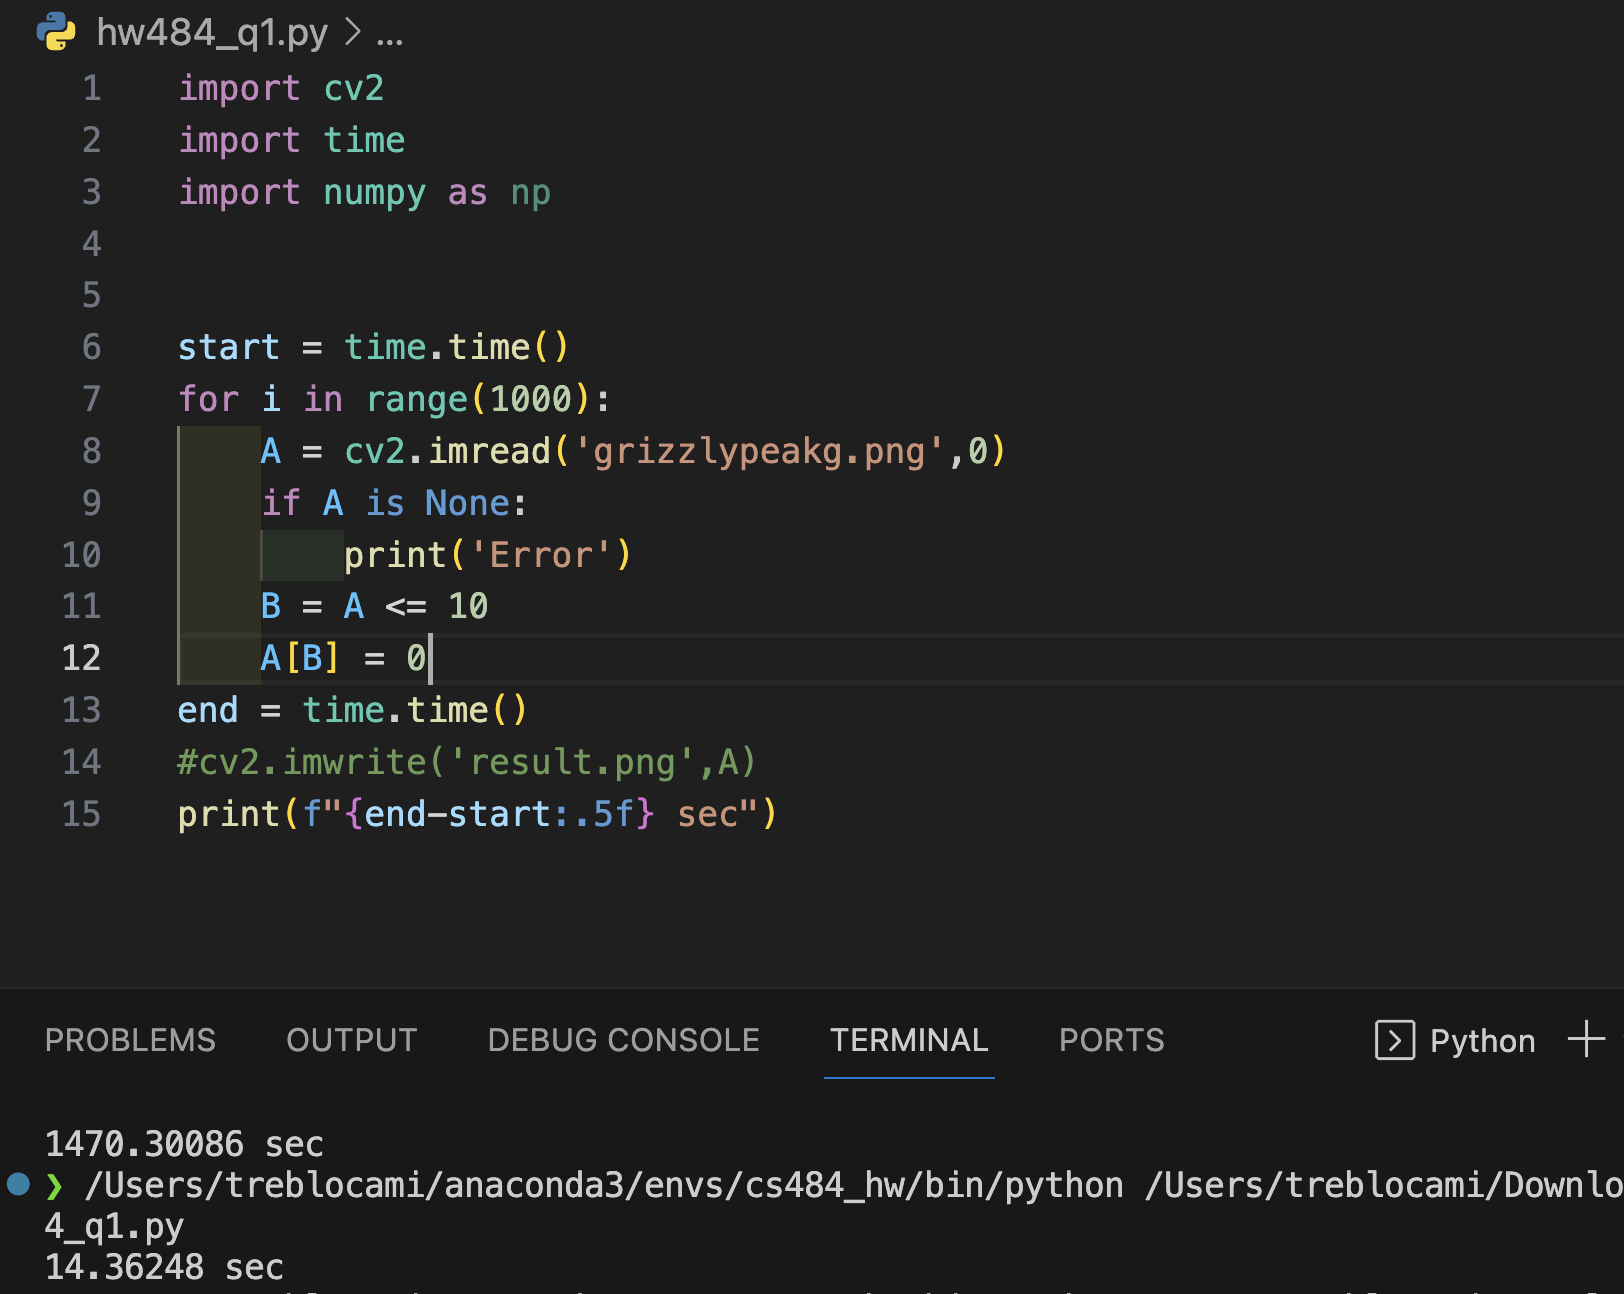 hw484_q1.py > ...
1 import cv2
2 import time
3 import numpy as np
4
5
6 start = time.time()
7 for i in range(1000):
8     A = cv2.imread('grizzlypeakg.png',0)
9     if A is None:
10         print('Error')
11     B = A <= 10
12     A[B] = 0
13 end = time.time()
14 #cv2.imwrite('result.png',A)
15 print(f"{end-start:.5f} sec")
PROBLEMS OUTPUT DEBUG CONSOLE TERMINAL PORTS Python
1470.30086 sec
❯ /Users/treblocami/anaconda3/envs/cs484_hw/bin/python /Users/treblocami/Downlo
4_q1.py
14.36248 sec